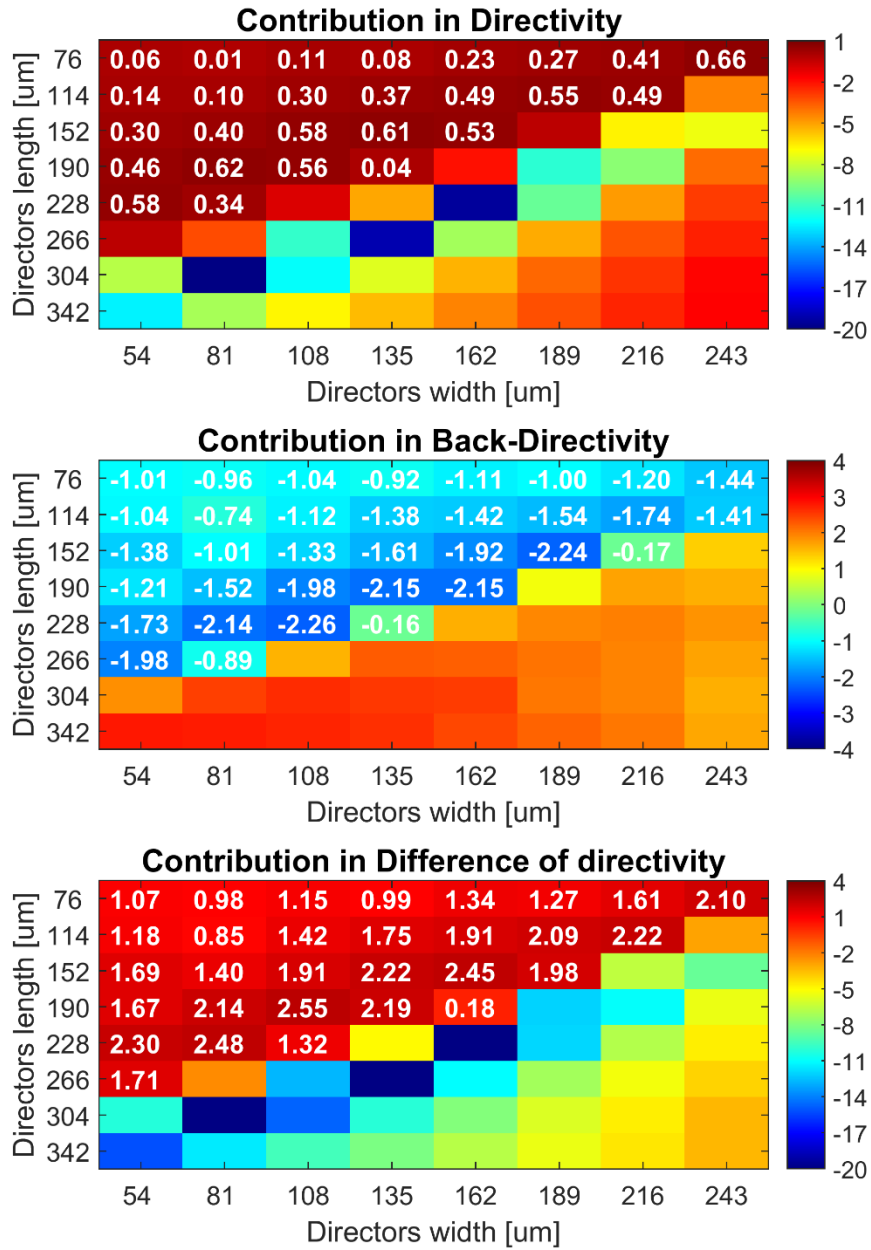 Contribution in Directivity
Directors length [um]
76 0.06 0.01 0.11 0.08 0.23 0.27 0.41 0.66
114 0.14 0.10 0.30 0.37 0.49 0.55 0.49
152 0.30 0.40 0.58 0.61 0.53
190 0.46 0.62 0.56 0.04
228 0.58 0.34
266
304
342
54 81 108 135 162 189 216 243
Directors width [um]
1
-2
-5
-8
-11
-14
-17
-20
Contribution in Back-Directivity
Directors length [um]
76 -1.01 -0.96 -1.04 -0.92 -1.11 -1.00 -1.20 -1.44
114 -1.04 -0.74 -1.12 -1.38 -1.42 -1.54 -1.74 -1.41
152 -1.38 -1.01 -1.33 -1.61 -1.92 -2.24 -0.17
190 -1.21 -1.52 -1.98 -2.15 -2.15
228 -1.73 -2.14 -2.26 -0.16
266 -1.98 -0.89
304
342
54 81 108 135 162 189 216 243
Directors width [um]
4
3
2
1
0
-1
-2
-3
-4
Contribution in Difference of directivity
Directors length [um]
76 1.07 0.98 1.15 0.99 1.34 1.27 1.61 2.10
114 1.18 0.85 1.42 1.75 1.91 2.09 2.22
152 1.69 1.40 1.91 2.22 2.45 1.98
190 1.67 2.14 2.55 2.19 0.18
228 2.30 2.48 1.32
266 1.71
304
342
54 81 108 135 162 189 216 243
Directors width [um]
4
1
-2
-5
-8
-11
-14
-17
-20